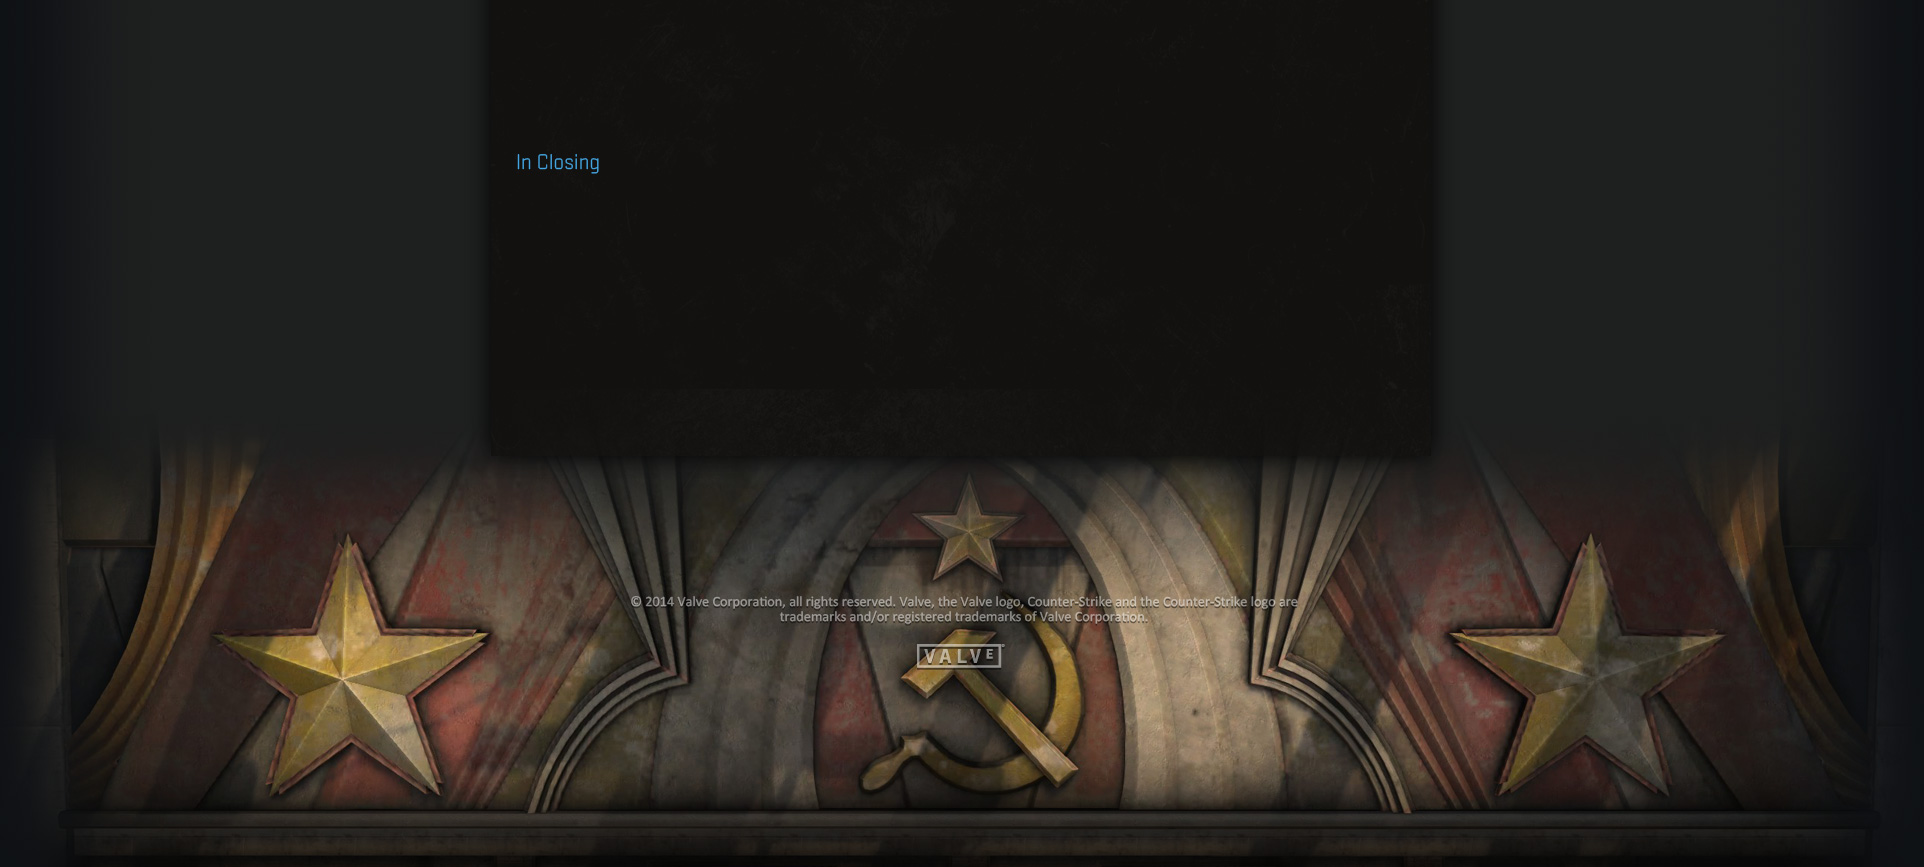 In Closing
© 2014 Valve Corporation, all rights reserved. Valve, the Valve logo, Counter-Strike and the Counter-Strike logo are
trademarks and/or registered trademarks of Valve Corporation.
VALVE